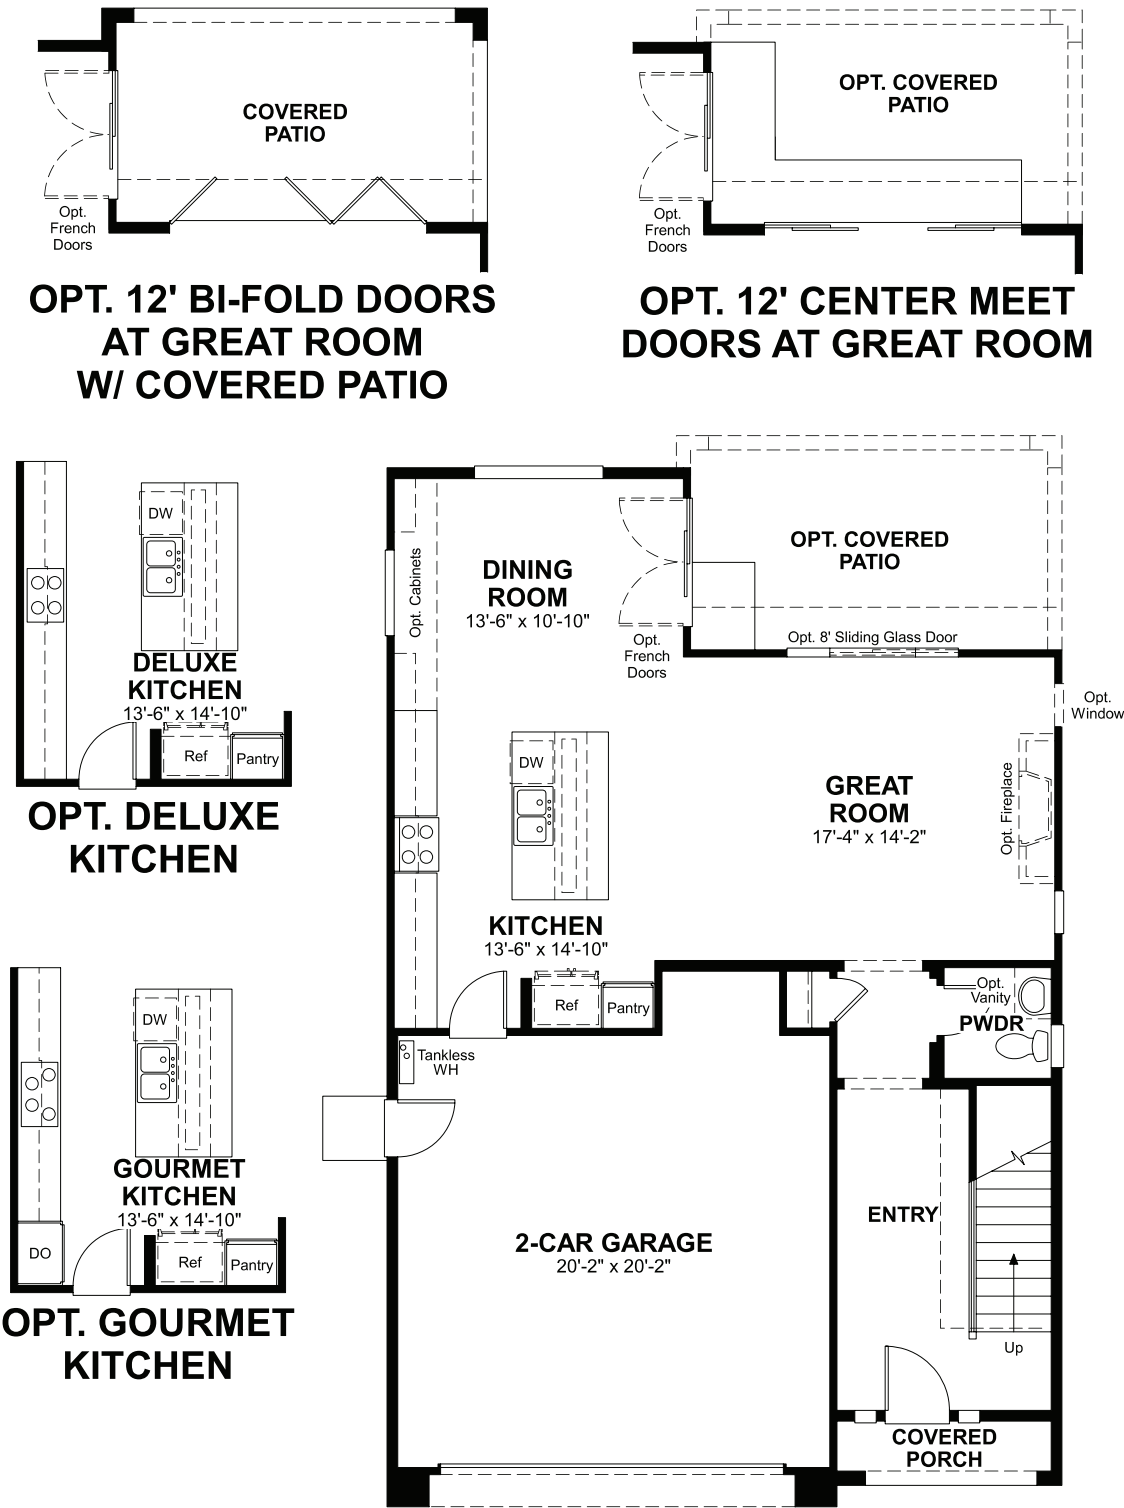 COVERED
PATIO
Opt.
French
Doors
OPT. 12' BI-FOLD DOORS
AT GREAT ROOM
W/ COVERED PATIO
OPT. COVERED
PATIO
Opt.
French
Doors
OPT. 12' CENTER MEET
DOORS AT GREAT ROOM
DW
DELUXE
KITCHEN
13'-6" x 14'-10"
Ref
Pantry
OPT. DELUXE
KITCHEN
DW
GOURMET
KITCHEN
13'-6" x 14'-10"
DO
Ref
Pantry
OPT. GOURMET
KITCHEN
OPT. COVERED
PATIO
Opt. Cabinets
DINING
ROOM
13'-6" x 10'-10"
Opt.
French
Doors
Opt. 8' Sliding Glass Door
Opt.
Window
DW
GREAT
ROOM
17'-4" x 14'-2"
Opt. Fireplace
KITCHEN
13'-6" x 14'-10"
Ref
Pantry
Opt.
Vanity
PWDR
Tankless
WH
ENTRY
2-CAR GARAGE
20'-2" x 20'-2"
Up
COVERED
PORCH